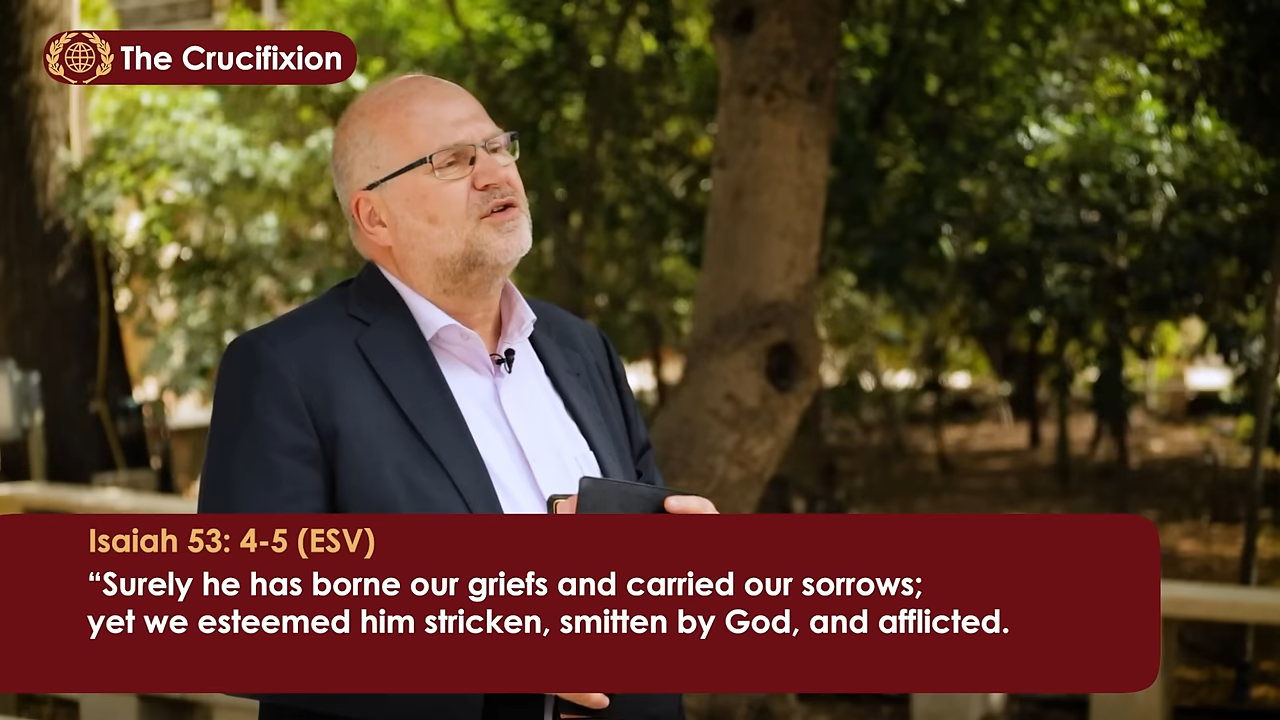 The Crucifixion
Isaiah 53: 4-5 (ESV)
“Surely he has borne our griefs and carried our sorrows;
yet we esteemed him stricken, smitten by God, and afflicted.